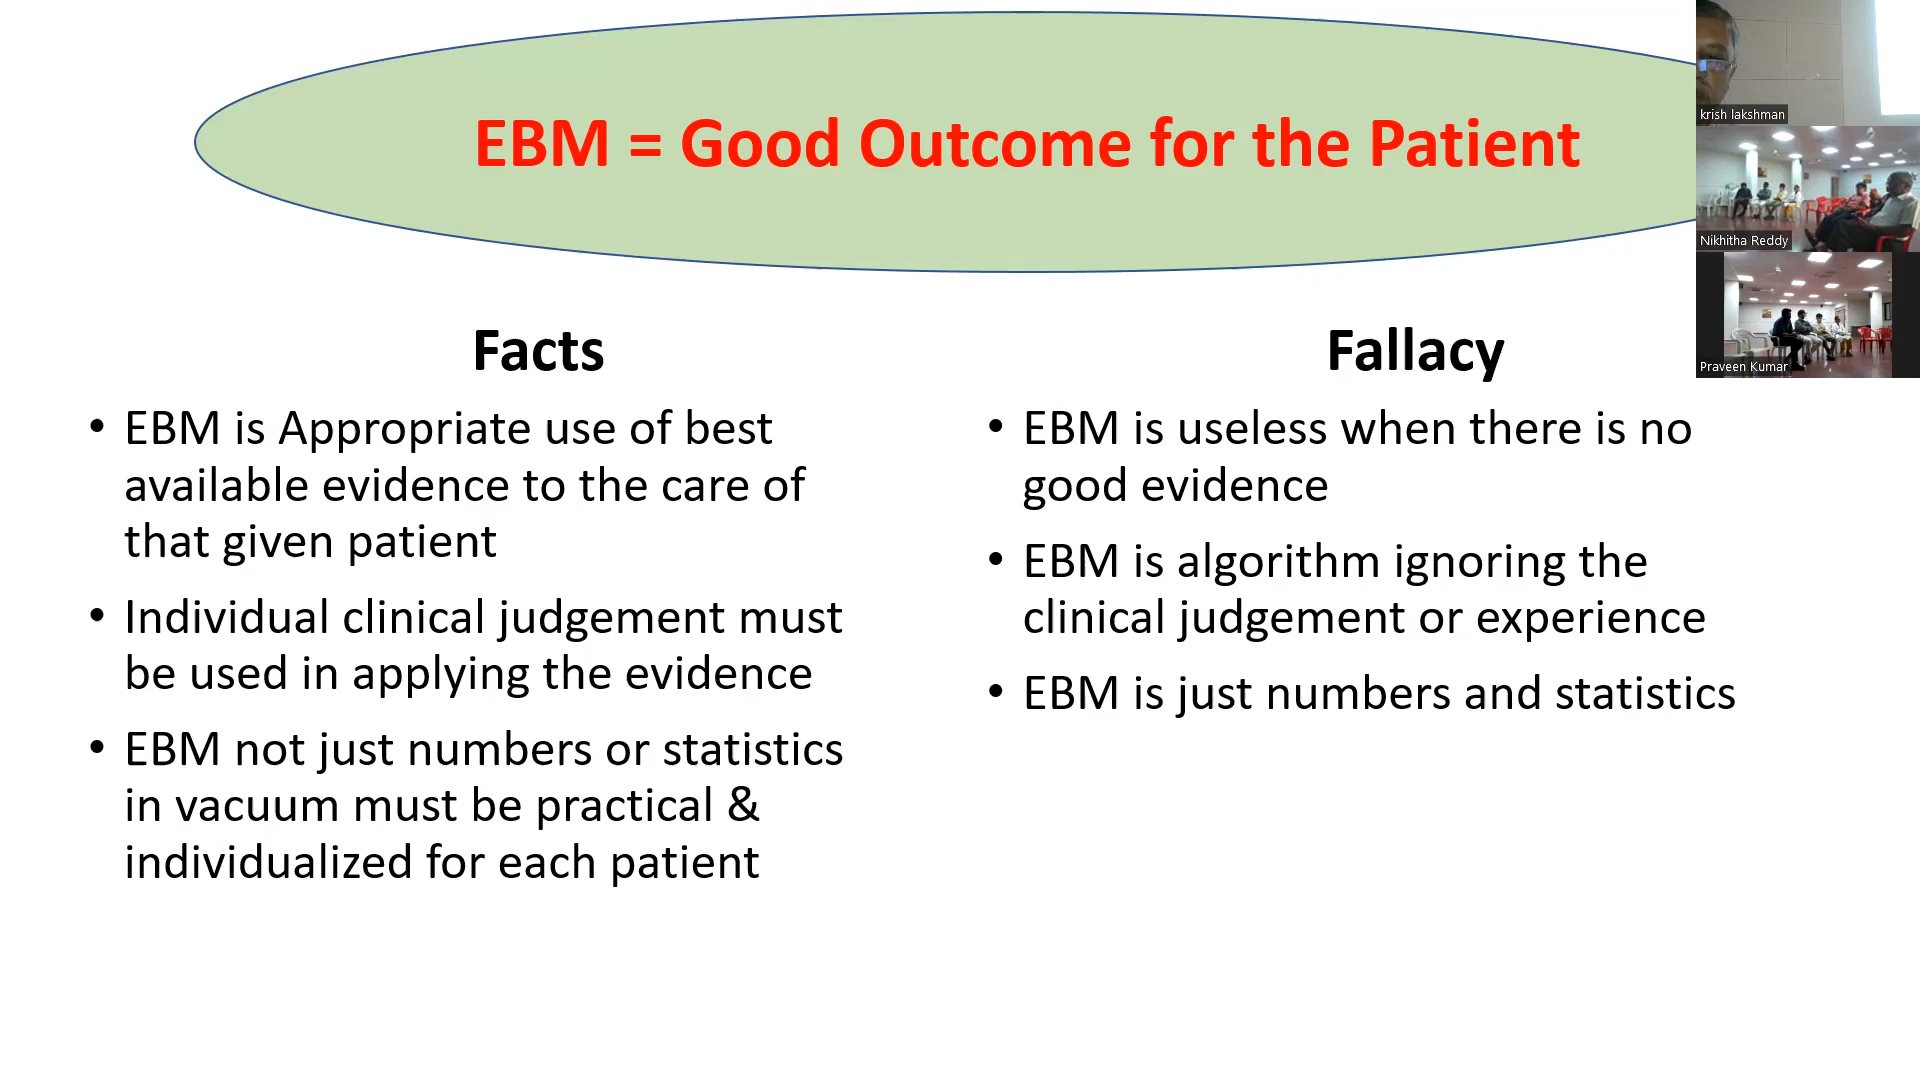 EBM = Good Outcome for the Patient
Facts
• EBM is Appropriate use of best
available evidence to the care of
that given patient
• Individual clinical judgement must
be used in applying the evidence
• EBM not just numbers or statistics
in vacuum must be practical &
individualized for each patient
Fallacy
• EBM is useless when there is no
good evidence
• EBM is algorithm ignoring the
clinical judgement or experience
• EBM is just numbers and statistics
krish lakshman
Nikhitha Reddy
Praveen Kumar